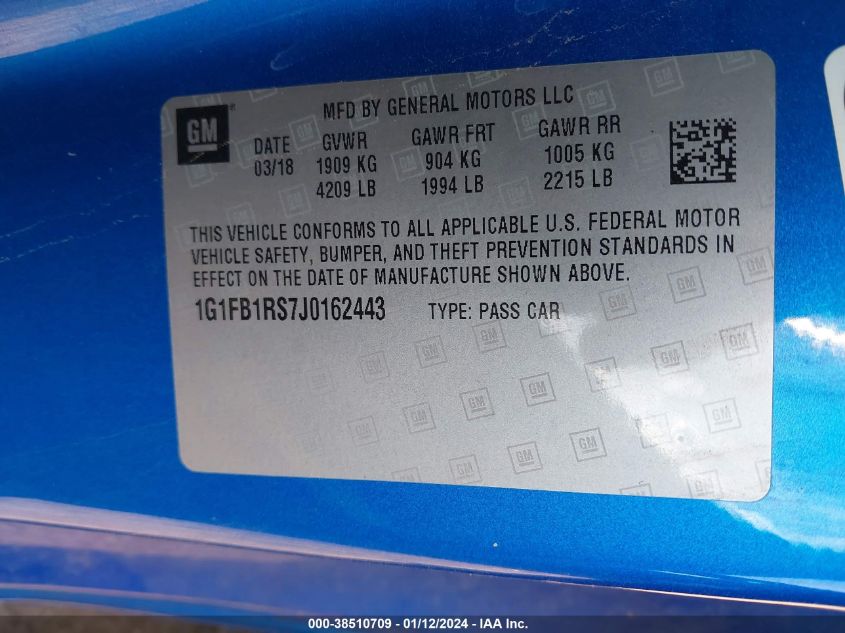 GM
MFD BY GENERAL MOTORS LLC
DATE GVWR GAWR FRT GAWR RR
03/18 1909 KG 904 KG 1005 KG
4209 LB 1994 LB 2215 LB
THIS VEHICLE CONFORMS TO ALL APPLICABLE U.S. FEDERAL MOTOR
VEHICLE SAFETY, BUMPER, AND THEFT PREVENTION STANDARDS IN
EFFECT ON THE DATE OF MANUFACTURE SHOWN ABOVE.
1G1FB1RS7J0162443 TYPE: PASS CAR
000-38510709 - 01/12/2024 - IAA Inc.